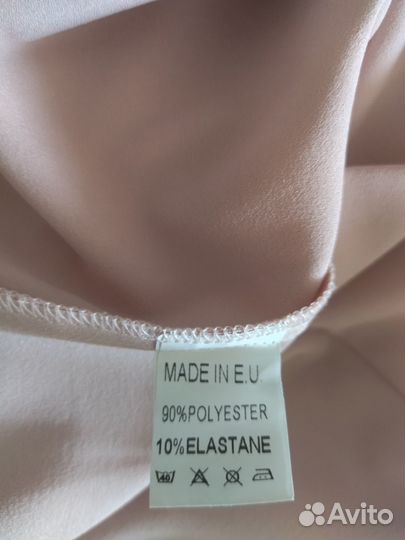 MADE IN E.U
90%POLYESTER
10%ELASTANE
40
Avito